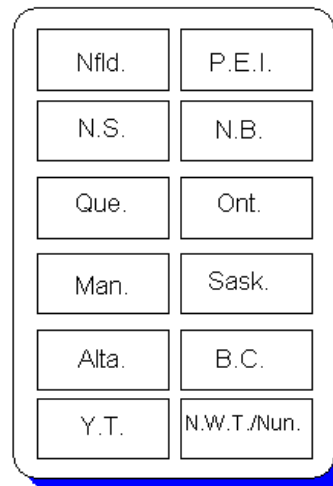 Nfld. P.E.I.
N.S. N.B.
Que. Ont.
Man. Sask.
Alta. B.C.
Y.T. N.W.T./Nun.